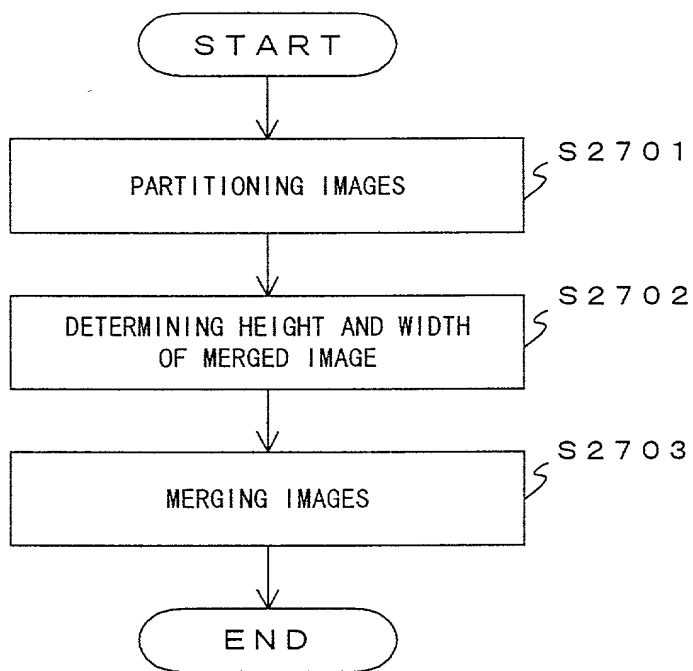 START
S2701
PARTITIONING IMAGES
S2702
DETERMINING HEIGHT AND WIDTH
OF MERGED IMAGE
S2703
MERGING IMAGES
END